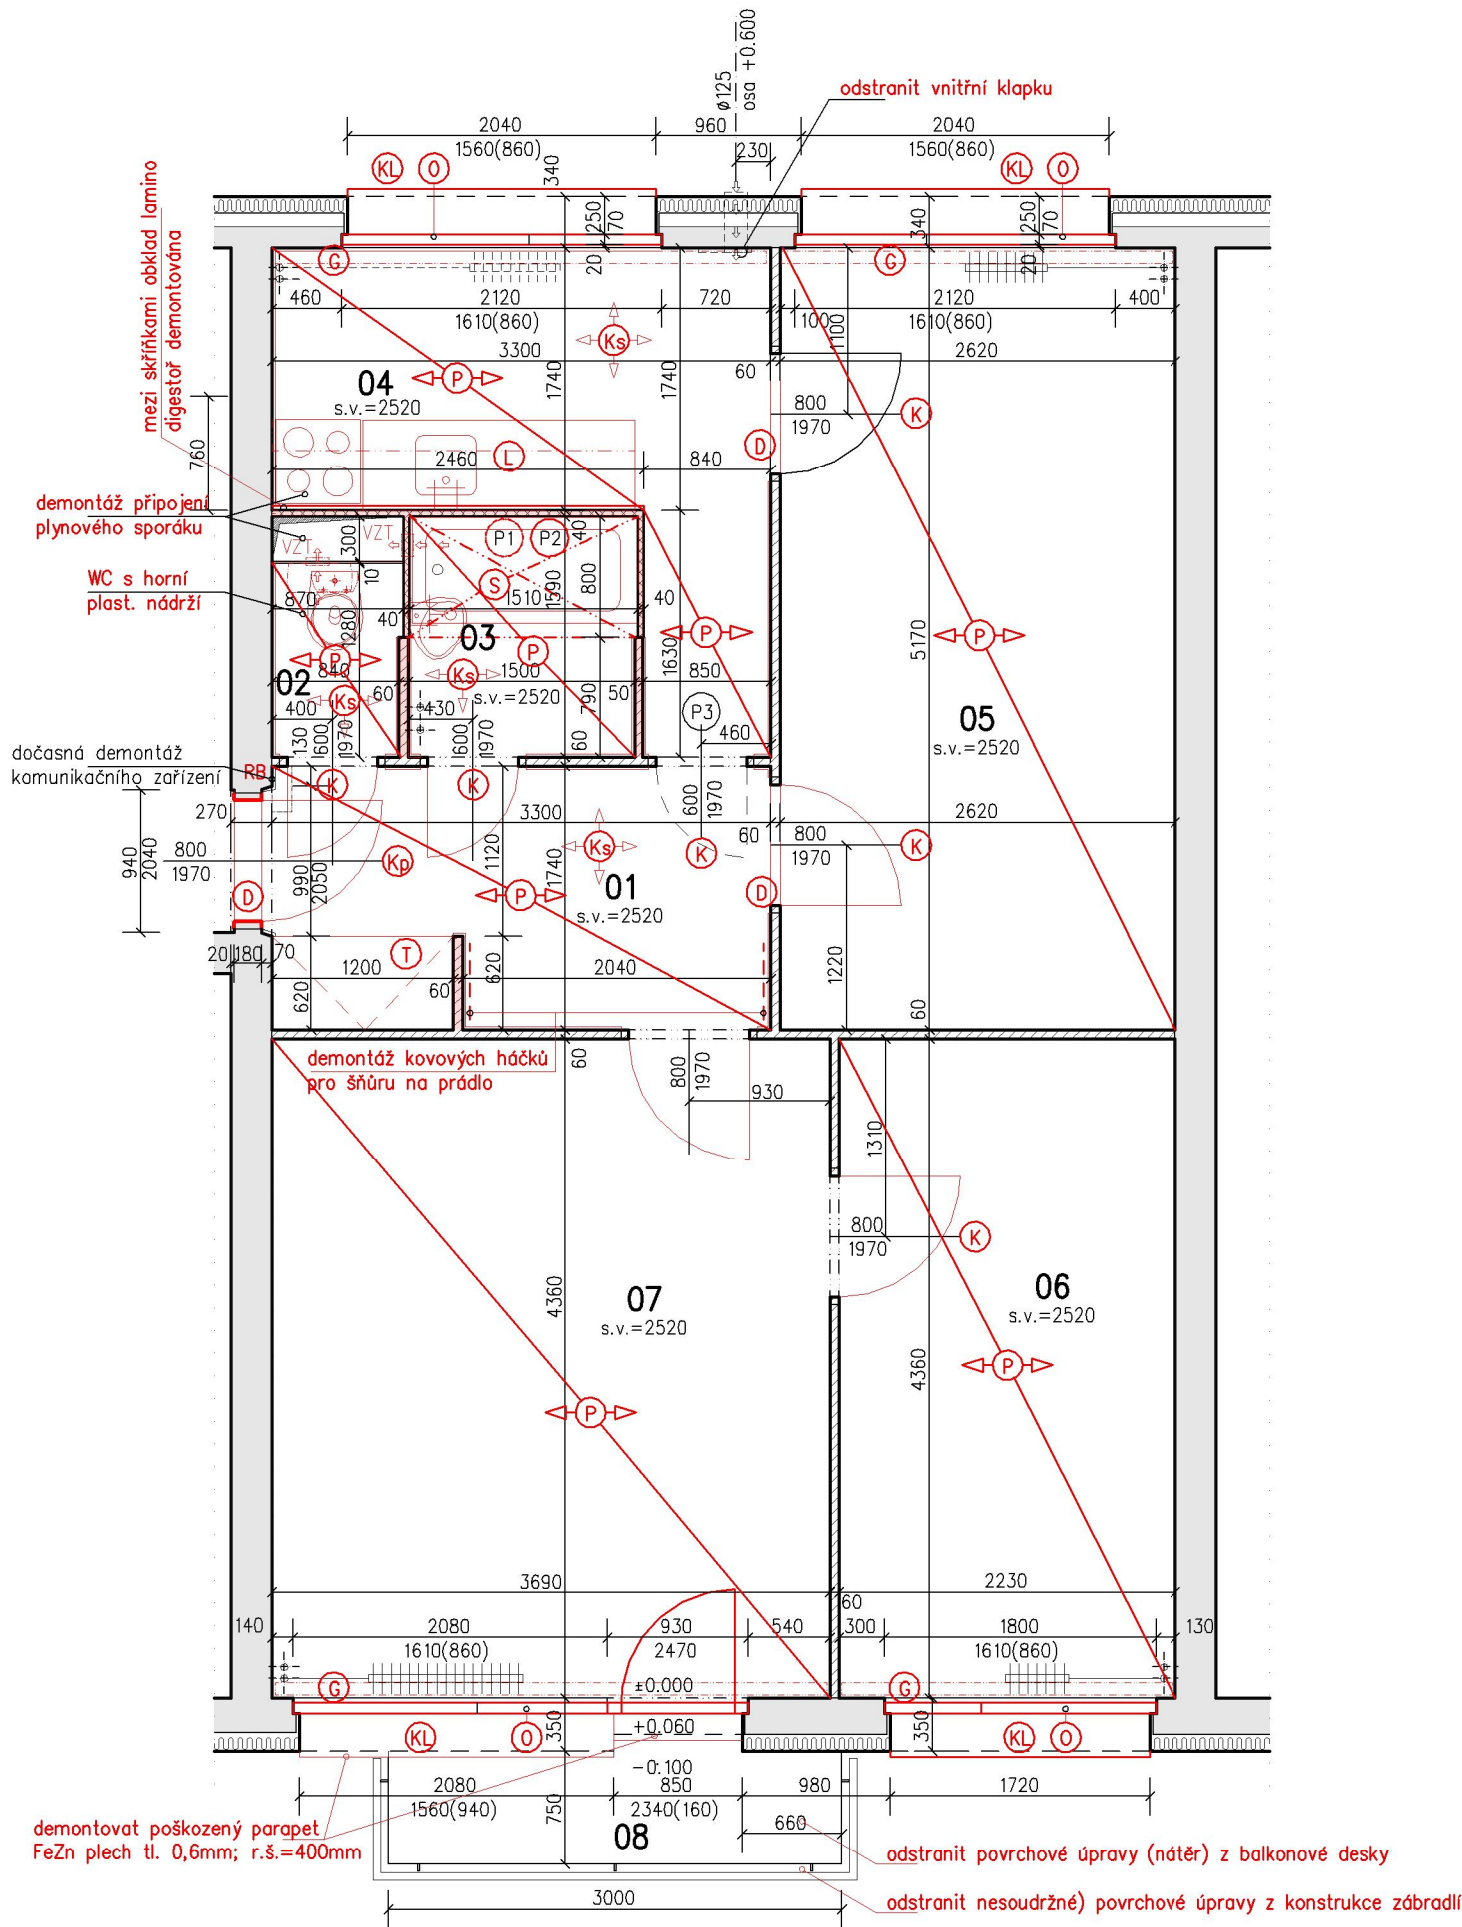 ø125
osa +0.600
odstranit vnitřní klapku
2040
1560(860)
960
2040
1560(860)
230
KL
O
340
KL
O
mezi skříňkami obklad lamino
digestoř demontována
250
70
20
340
250
70
20
G
G
460
2120
1610(860)
720
100
2120
1610(860)
400
1100
Ks
3300
60
2620
04
s.v.=2520
P
1740
1740
800
1970
K
D
760
2460
L
840
demontáž připojení
plynového sporáku
VZT
VZT
300
10
P1
P2
40
S
800
1590
WC s horní
plast. nádrží
870
1510
40
40
1280
03
P
P
P
5170
P
1630
02
840
60
Ks
Ks
1500
s.v.=2520
50
850
400
430
790
P3
460
05
s.v.=2520
130
600
1970
600
1970
60
dočasná demontáž
komunikačního zařízení
RB
K
K
600
1970
270
3300
60
2620
940
2040
800
1970
Kp
990
2050
1120
Ks
1740
K
800
1970
K
D
01
s.v.=2520
D
T
20
180
70
1200
60
620
620
2040
1220
60
P
demontáž kovových háčků
pro šňůru na prádlo
60
800
1970
930
1310
800
1970
K
07
s.v.=2520
06
s.v.=2520
4360
4360
P
P
3690
2230
60
140
2080
1610(860)
930
2470
540
300
1800
1610(860)
130
G
±0.000
G
KL
O
350
+0.060
KL
O
350
-0.100
2080
1560(940)
850
2340(160)
980
1720
750
660
08
demontovat poškozený parapet
FeZn plech tl. 0,6mm; r.š.=400mm
odstranit povrchové úpravy (nátěr) z balkonové desky
3000
odstranit nesoudržné) povrchové úpravy z konstrukce zábradlí